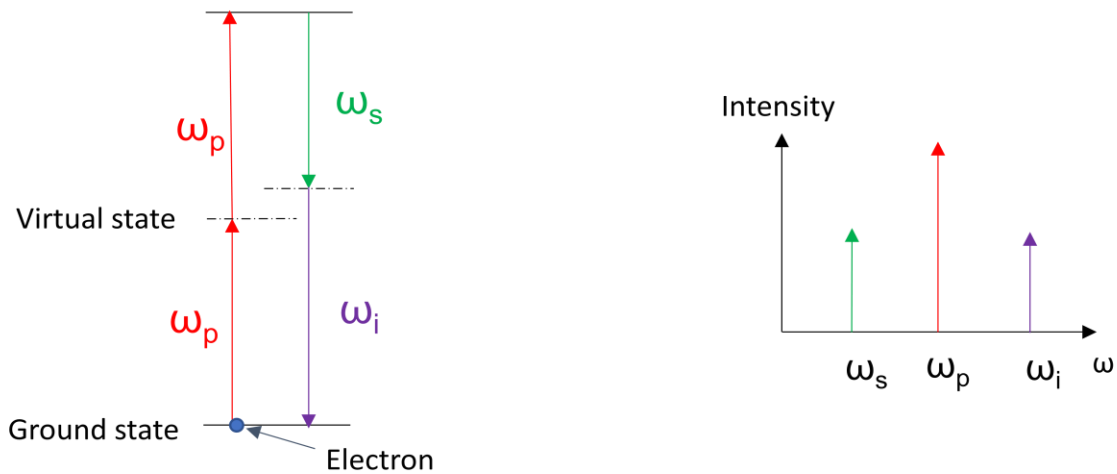 ωₚ
ωₛ
Virtual state
ωₚ
ωᵢ
Ground state
Electron
Intensity
ωₛ
ωₚ
ωᵢ
ω